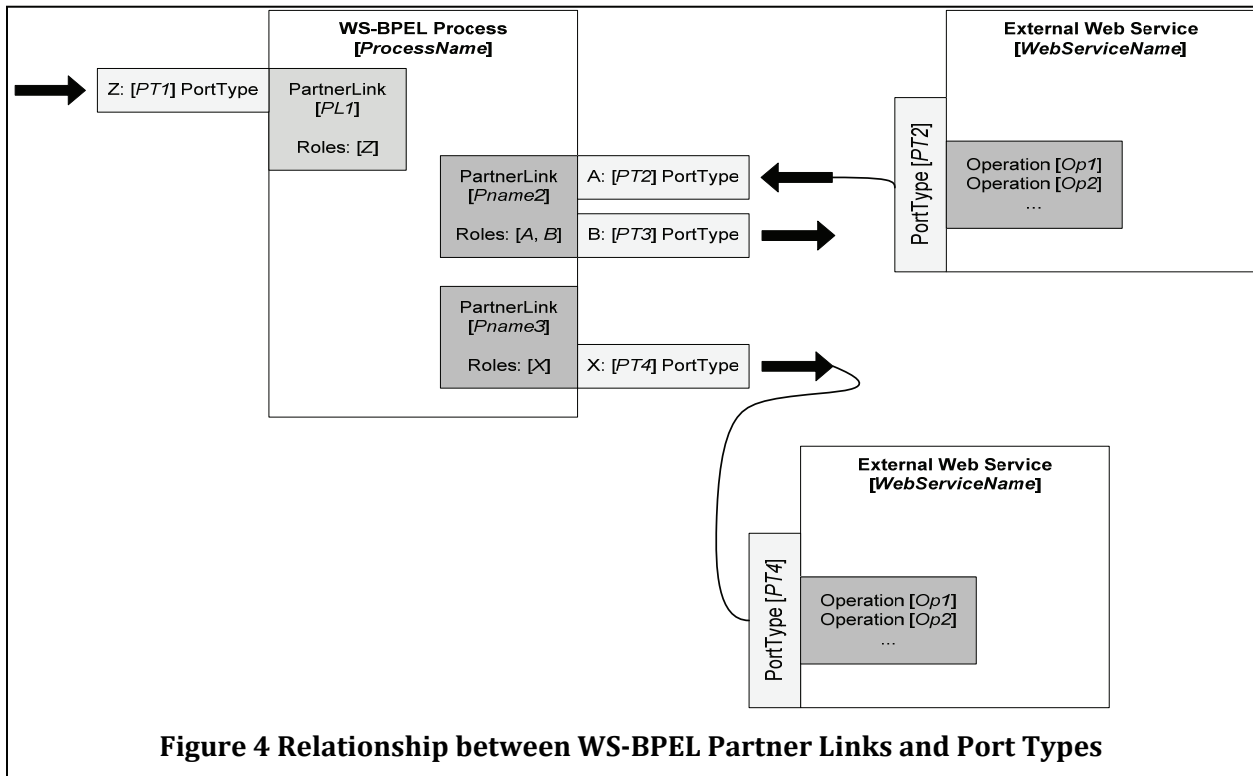 WS-BPEL Process
[ProcessName]
External Web Service
[WebServiceName]
Z: [PT1] PortType
PartnerLink
[PL1]
Roles: [Z]
PartnerLink
[Pname2]
Roles: [A, B]
A: [PT2] PortType
B: [PT3] PortType
PortType [PT2]
Operation [Op1]
Operation [Op2]
...
PartnerLink
[Pname3]
Roles: [X]
X: [PT4] PortType
External Web Service
[WebServiceName]
PortType [PT4]
Operation [Op1]
Operation [Op2]
...
Figure 4 Relationship between WS-BPEL Partner Links and Port Types